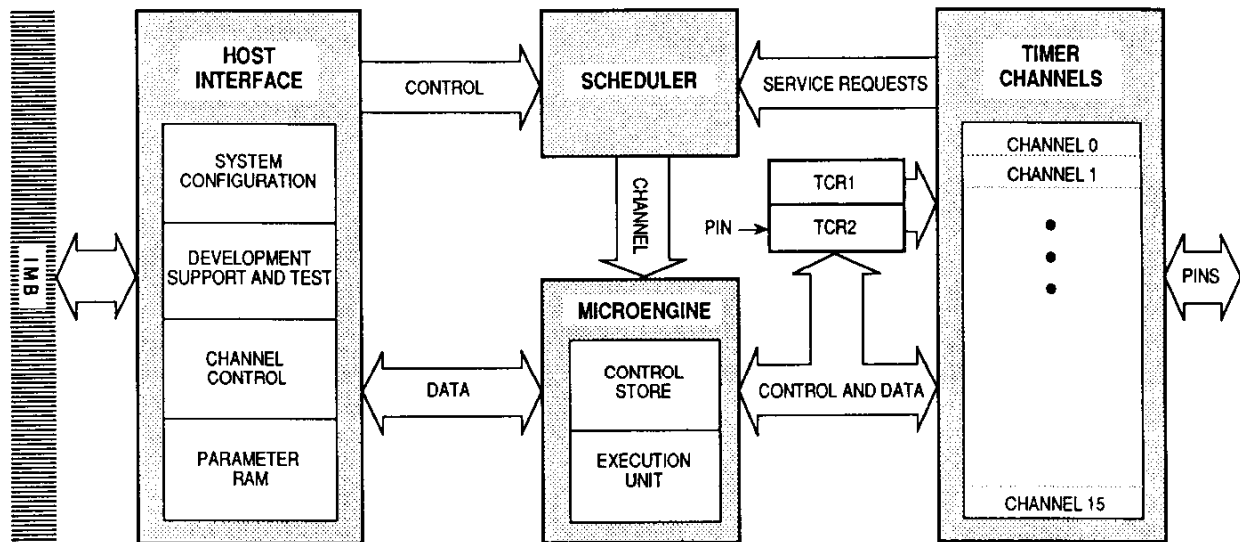 HOST
INTERFACE
SYSTEM
CONFIGURATION
DEVELOPMENT
SUPPORT AND TEST
CHANNEL
CONTROL
PARAMETER
RAM
IMB
CONTROL
DATA
SCHEDULER
CHANNEL
MICROENGINE
CONTROL
STORE
EXECUTION
UNIT
SERVICE REQUESTS
TCR1
PIN
TCR2
CONTROL AND DATA
TIMER
CHANNELS
CHANNEL 0
CHANNEL 1
CHANNEL 15
PINS